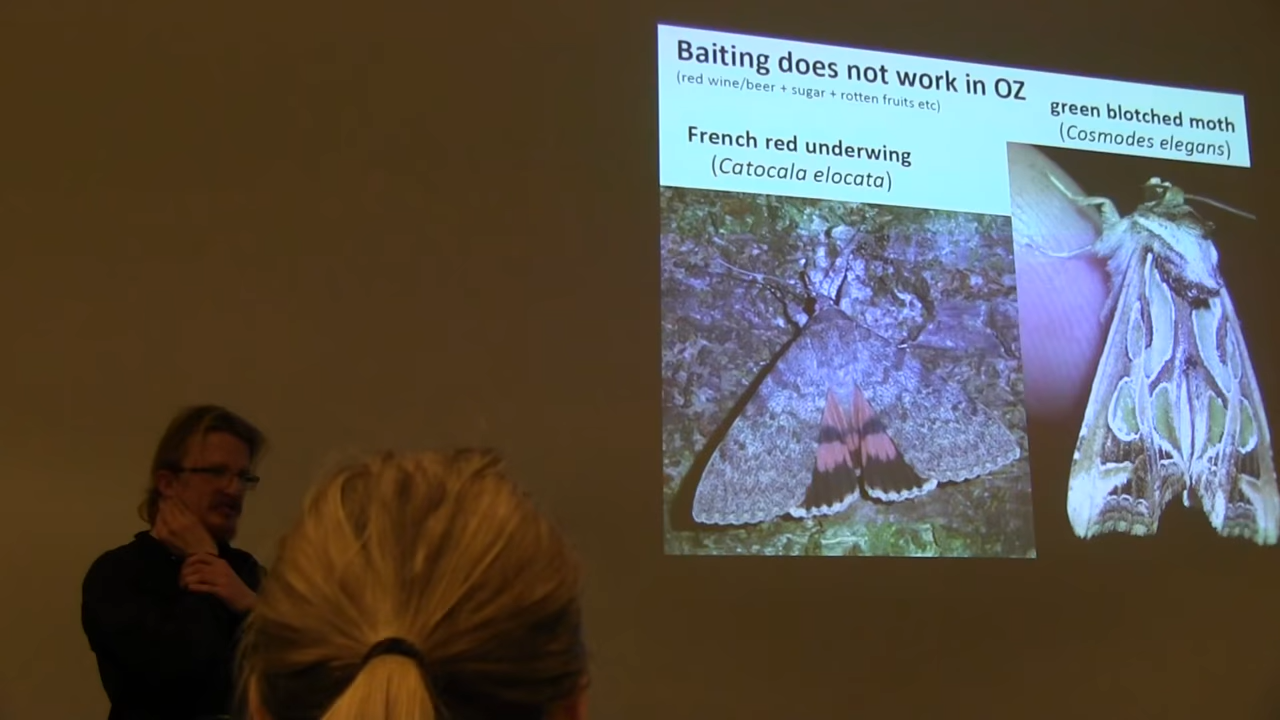 Baiting does not work in OZ
(red wine/beer + sugar + rotten fruits etc)
green blotched moth
(Cosmodes elegans)
French red underwing
(Catocala elocata)